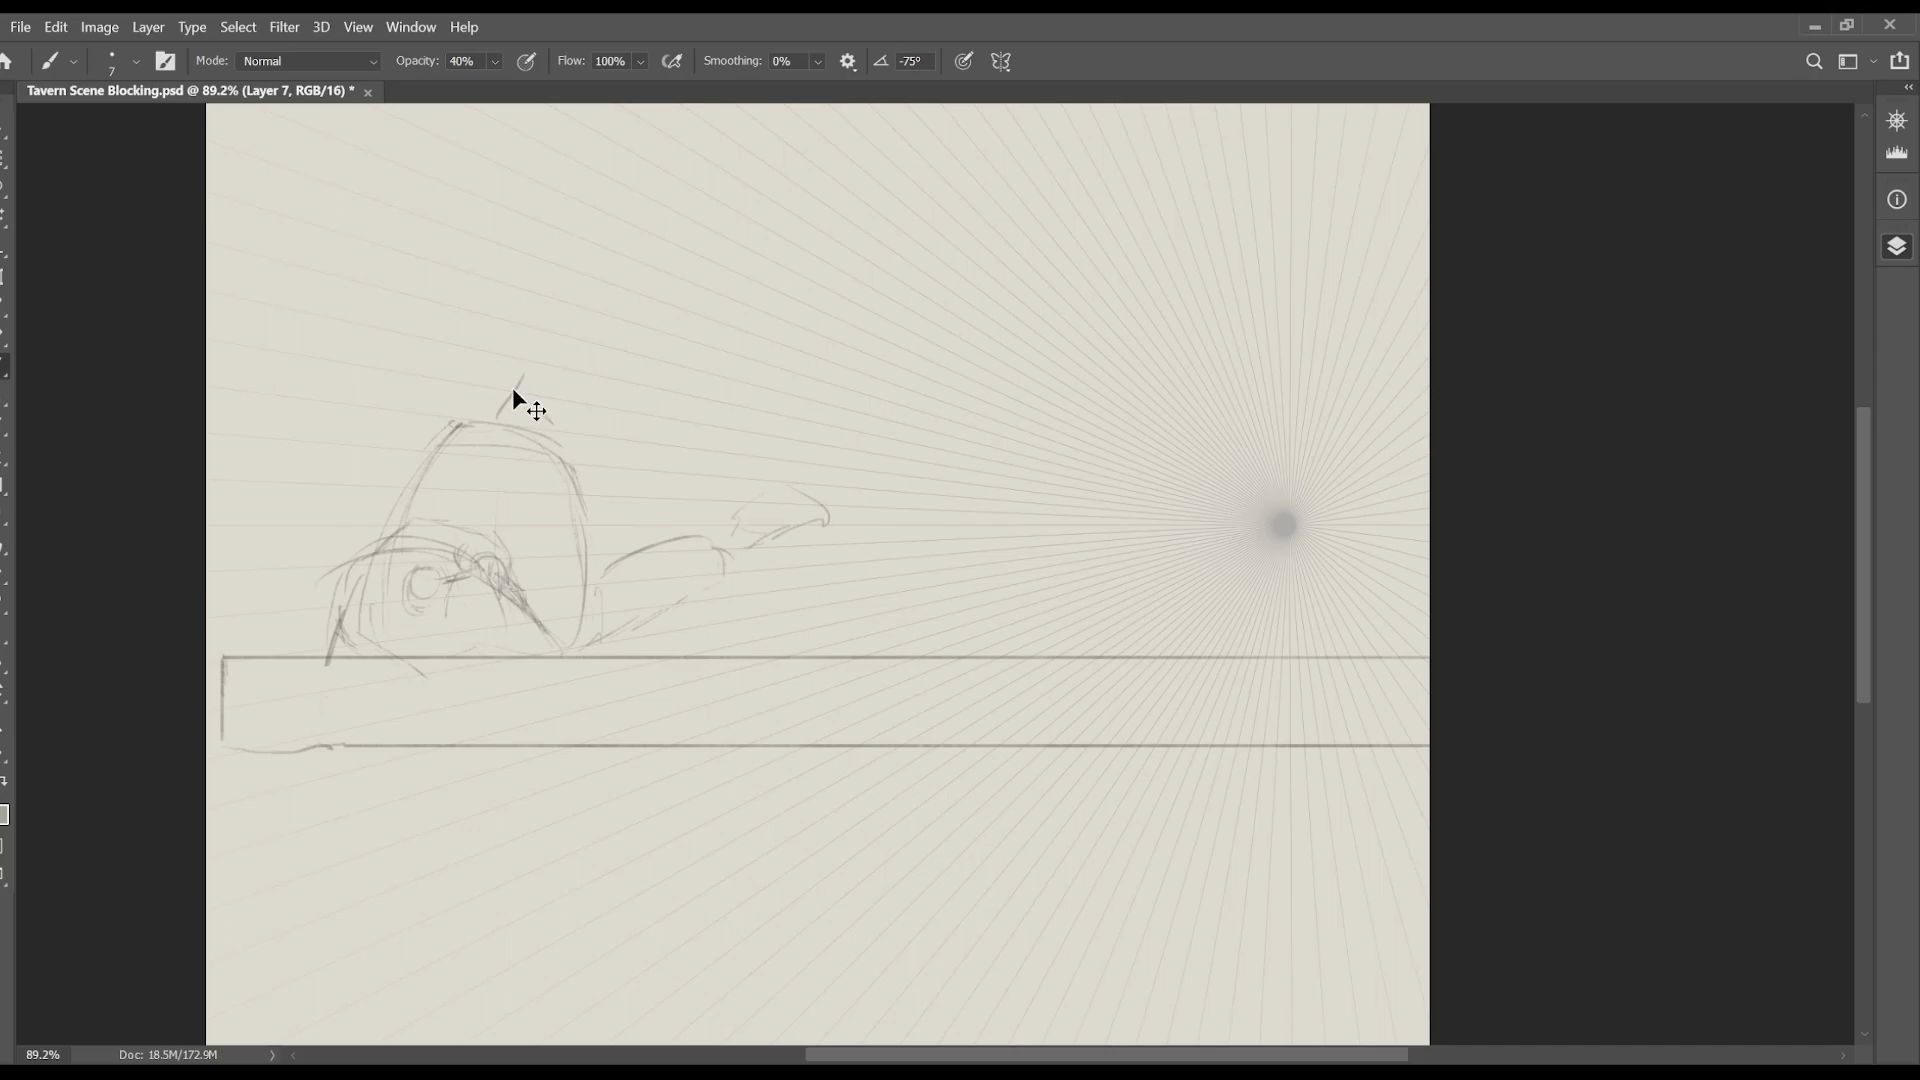 File Edit Image Layer Type Select Filter 3D View Window Help
7 Mode: Normal Opacity: 40% Flow: 100% Smoothing: 0% -75°
Tavern Scene Blocking.psd @ 89.2% (Layer 7, RGB/16) *
89.2% Doc: 18.5M/172.9M